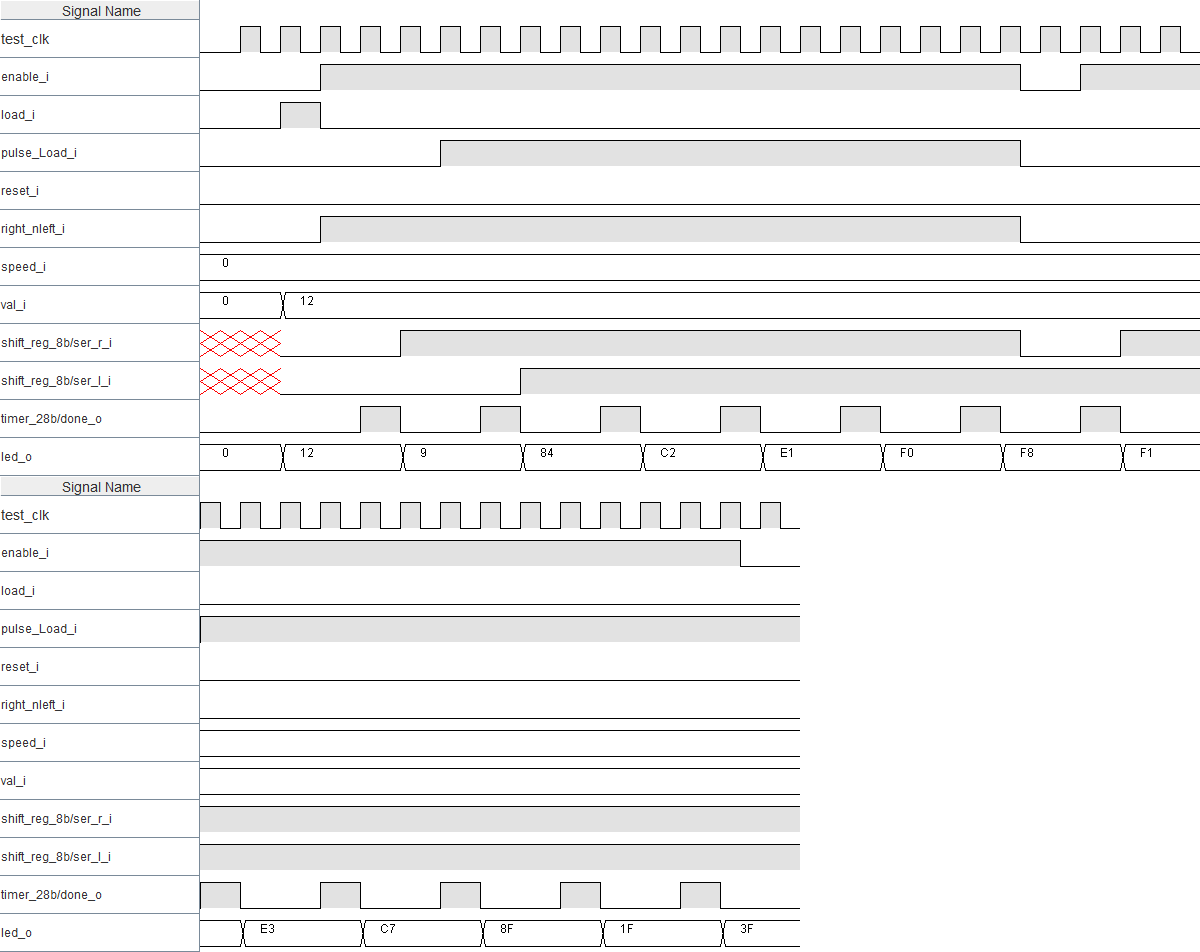 Signal Name
test_clk
enable_i
load_i
pulse_Load_i
reset_i
right_nleft_i
speed_i 0
val_i 0 12
shift_reg_8b/ser_r_i
shift_reg_8b/ser_l_i
timer_28b/done_o
led_o 0 12 9 84 C2 E1 F0 F8 F1
Signal Name
test_clk
enable_i
load_i
pulse_Load_i
reset_i
right_nleft_i
speed_i
val_i
shift_reg_8b/ser_r_i
shift_reg_8b/ser_l_i
timer_28b/done_o
led_o E3 C7 8F 1F 3F